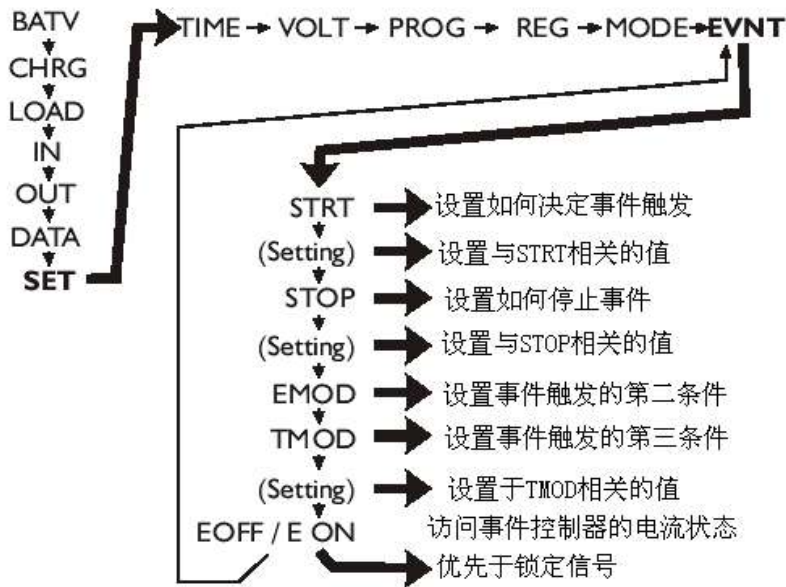 BATV
CHRG
LOAD
IN
OUT
DATA
SET
TIME VOLT PROG REG MODE EVNT
STRT 设置如何决定事件触发
(Setting) 设置与STRT相关的值
STOP 设置如何停止事件
(Setting) 设置与STOP相关的值
EMOD 设置事件触发的第二条件
TMOD 设置事件触发的第三条件
(Setting) 设置于TMOD相关的值
EOFF / E ON 访问事件控制器的电流状态
优先于锁定信号